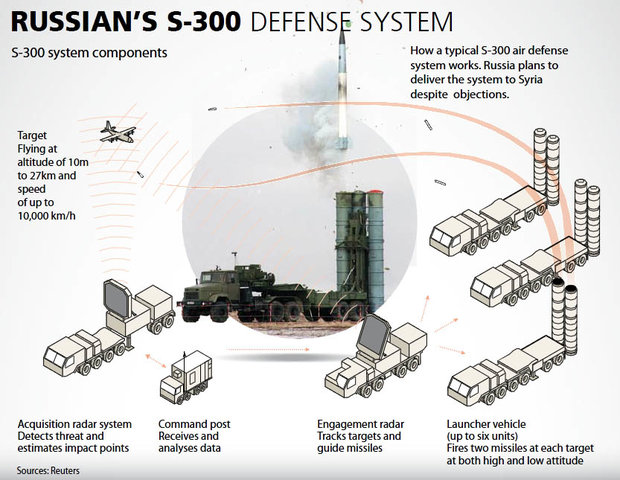 RUSSIAN'S S-300 DEFENSE SYSTEM
S-300 system components
How a typical S-300 air defense
system works. Russia plans to
deliver the system to Syria
despite objections.
Target
Flying at
altitude of 10m
to 27km and
speed
of up to
10,000 km/h
Acquisition radar system
Detects threat and
estimates impact points
Command post
Receives and
analyses data
Engagement radar
Tracks targets and
guide missiles
Launcher vehicle
(up to six units)
Fires two missiles at each target
at both high and low attitude
Sources: Reuters